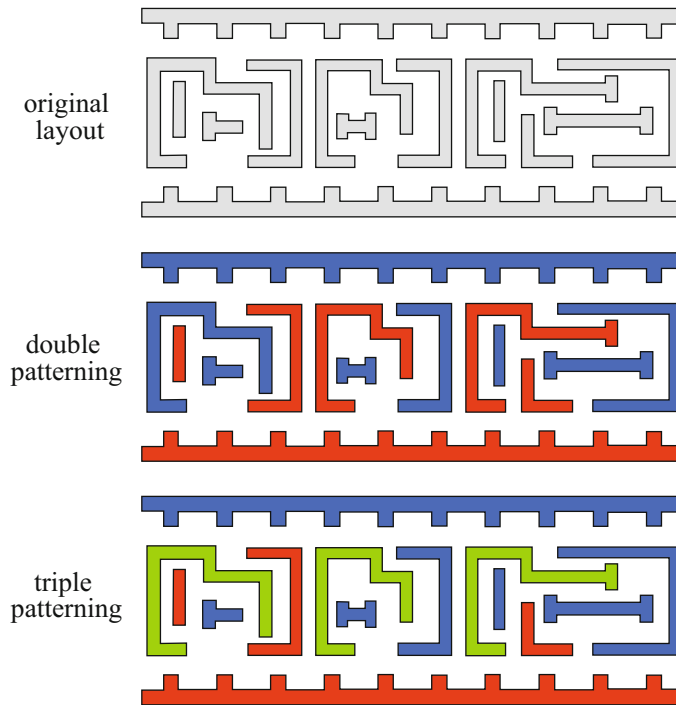 original
layout
double
patterning
triple
patterning